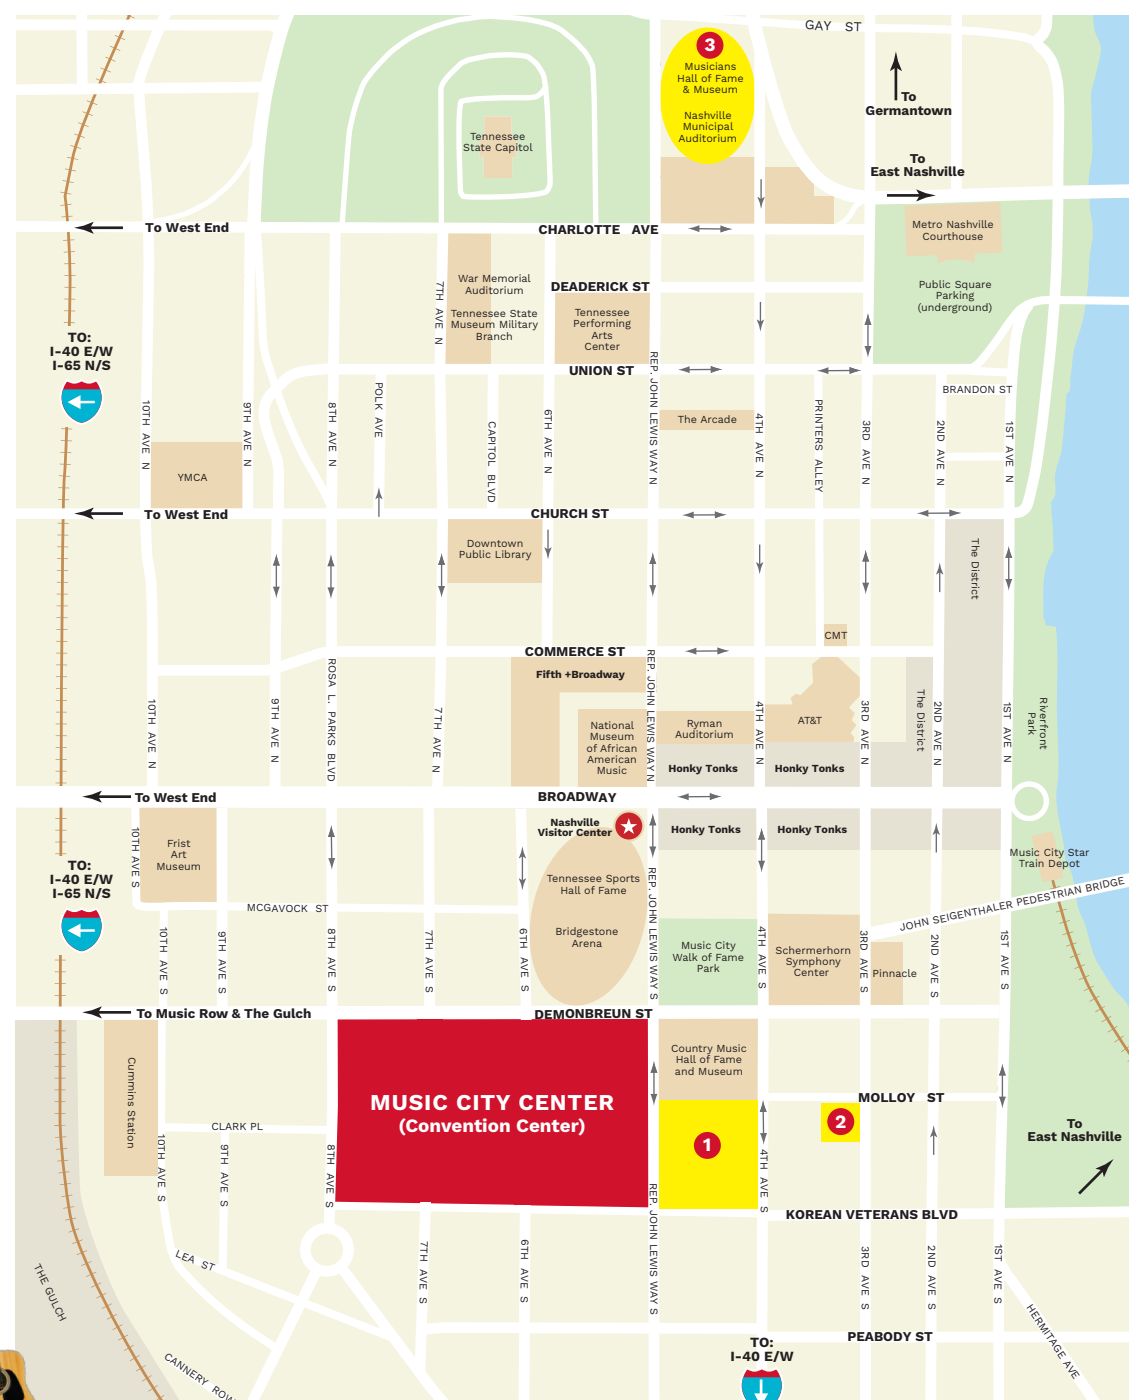 GAY ST
3
Musicians
Hall of Fame
& Museum
Nashville
Municipal
Auditorium
To
Germantown
Tennessee
State Capitol
To
East Nashville
To West End
CHARLOTTE AVE
Metro Nashville
Courthouse
War Memorial
Auditorium
Tennessee State
Museum Military
Branch
7TH AVE N
DEADERICK ST
Tennessee
Performing
Arts
Center
Public Square
Parking
(underground)
TO:
I-40 E/W
I-65 N/S
UNION ST
BRANDON ST
10TH AVE N
9TH AVE N
8TH AVE N
POLK AVE
CAPITOL BLVD
6TH AVE N
REP. JOHN LEWIS WAY N
The Arcade
4TH AVE N
PRINTERS ALLEY
3RD AVE N
2ND AVE N
1ST AVE N
YMCA
To West End
CHURCH ST
Downtown
Public Library
The District
CMT
COMMERCE ST
Fifth +Broadway
10TH AVE N
9TH AVE N
ROSA L. PARKS BLVD
7TH AVE N
National
Museum
of African
American
Music
REP. JOHN LEWIS WAY N
Ryman
Auditorium
4TH AVE N
AT&T
3RD AVE N
The District
2ND AVE N
1ST AVE N
Riverfront
Park
Honky Tonks
Honky Tonks
To West End
BROADWAY
Nashville
Visitor Center
Honky Tonks
Honky Tonks
10TH AVE S
Frist
Art
Museum
Music City Star
Train Depot
TO:
I-40 E/W
I-65 N/S
Tennessee Sports
Hall of Fame
Bridgestone
Arena
JOHN SEIGENTHALER PEDESTRIAN BRIDGE
MCGAVOCK ST
10TH AVE S
9TH AVE S
8TH AVE S
7TH AVE S
6TH AVE S
REP. JOHN LEWIS WAY S
Music City
Walk of Fame
Park
4TH AVE S
Schermerhorn
Symphony
Center
3RD AVE S
Pinnacle
2ND AVE S
1ST AVE S
To Music Row & The Gulch
DEMONBREUN ST
Cummins Station
Country Music
Hall of Fame
and Museum
MUSIC CITY CENTER
(Convention Center)
MOLLOY ST
1
2
CLARK PL
To
East Nashville
10TH AVE S
9TH AVE S
8TH AVE S
4TH AVE S
KOREAN VETERANS BLVD
REP. JOHN LEWIS WAY S
THE GULCH
LEA ST
7TH AVE S
6TH AVE S
3RD AVE S
2ND AVE S
1ST AVE S
HERMITAGE AVE
PEABODY ST
TO:
I-40 E/W
CANNERY ROW